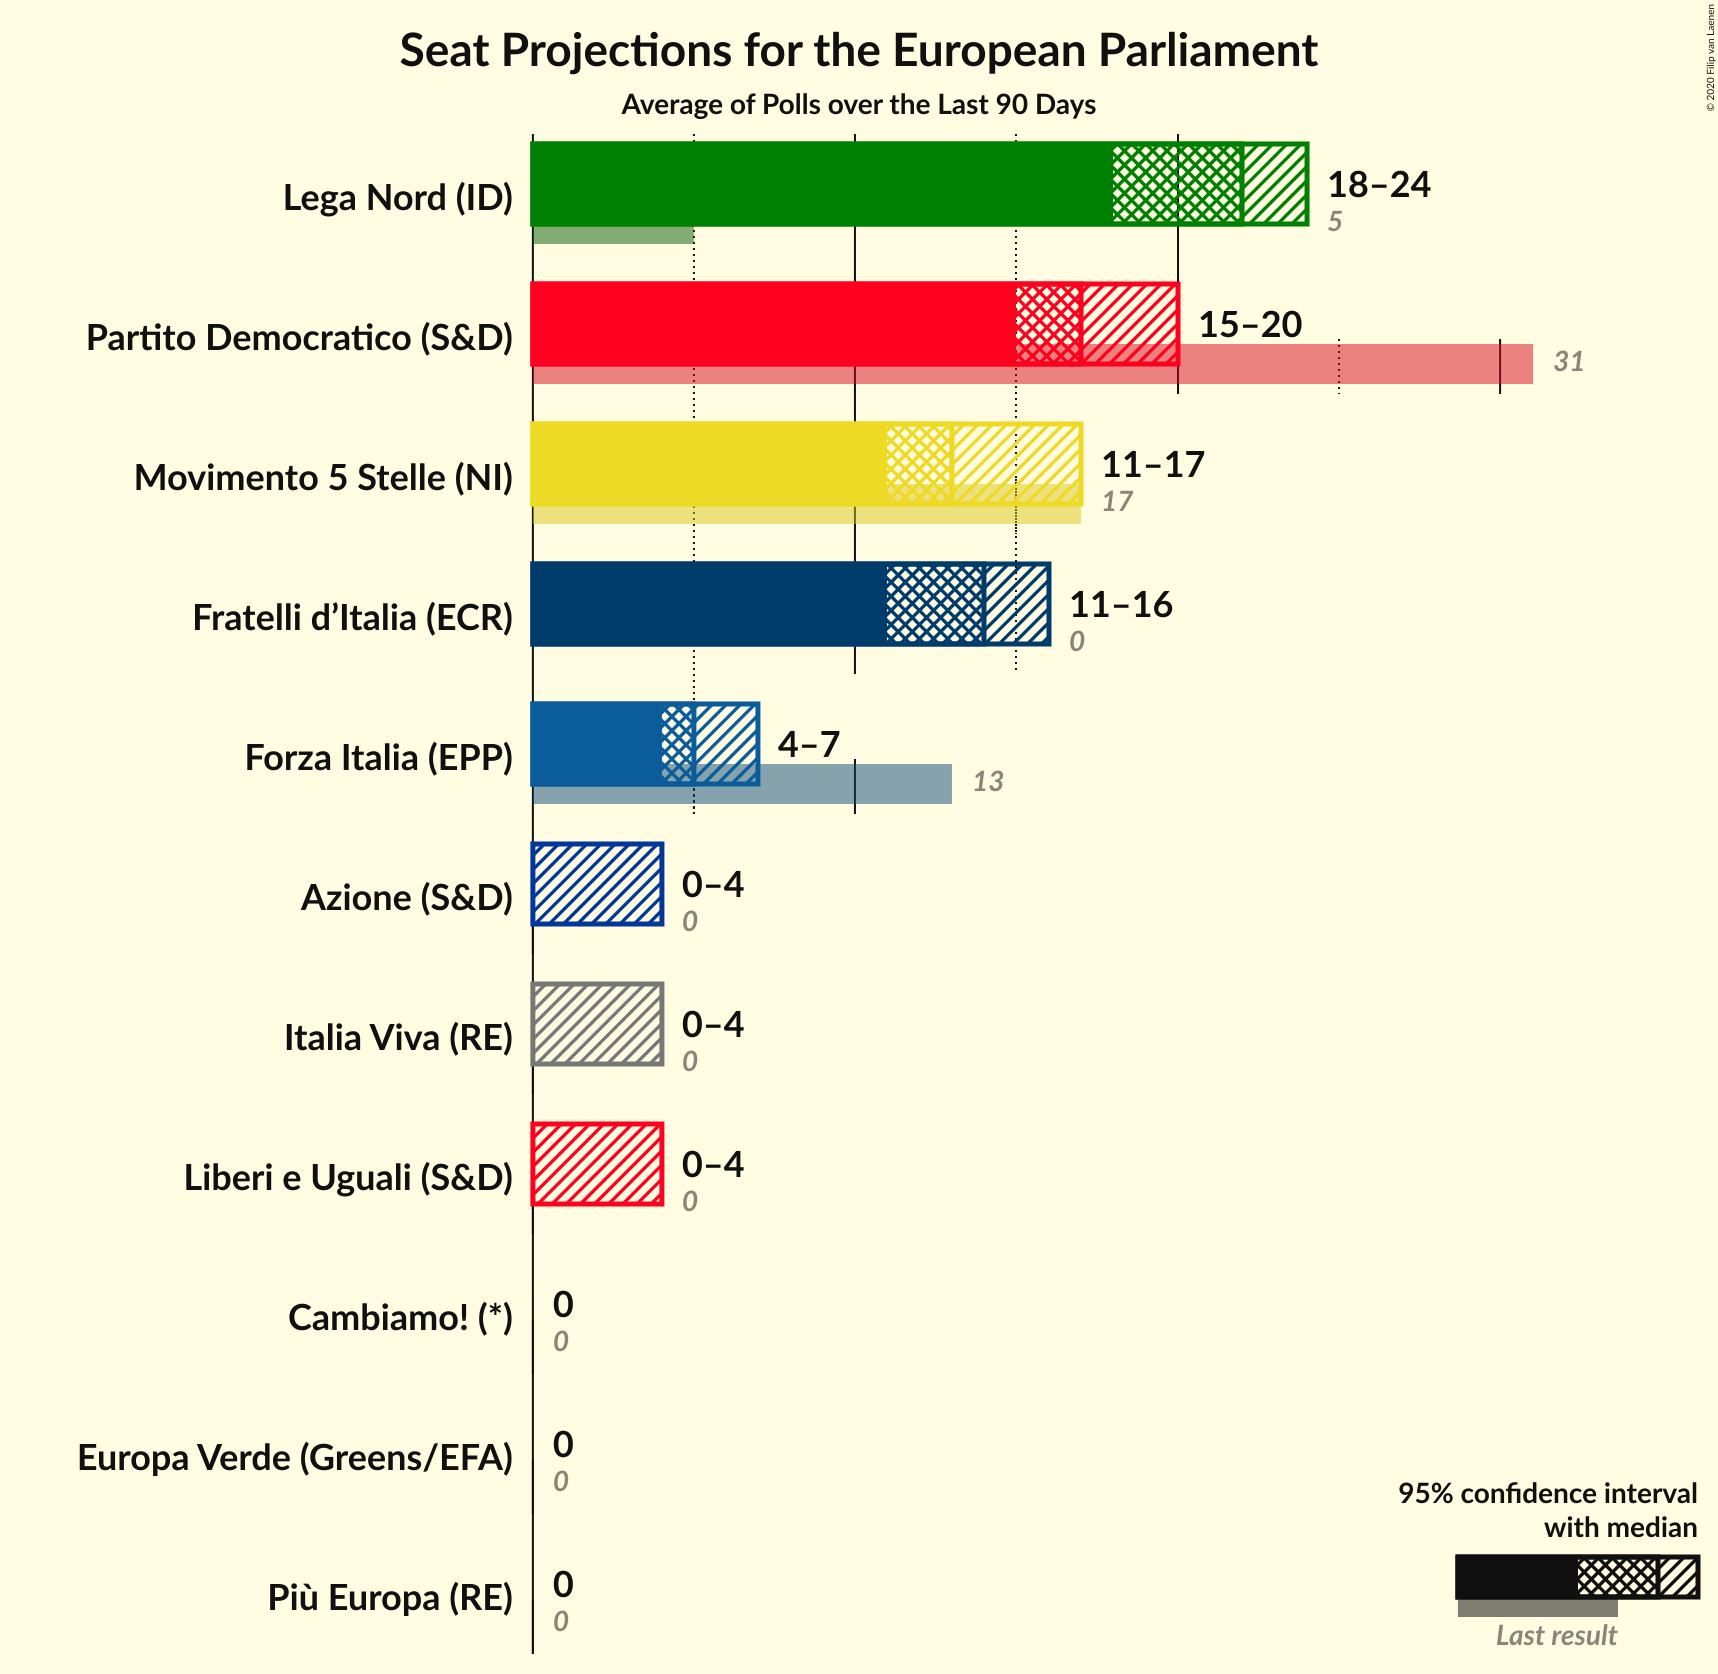 Seat Projections for the European Parliament
Average of Polls over the Last 90 Days
© 2020 Filip van Laenen
Lega Nord (ID)
18–24
5
Partito Democratico (S&D)
15–20
31
Movimento 5 Stelle (NI)
11–17
17
Fratelli d’Italia (ECR)
11–16
0
Forza Italia (EPP)
4–7
13
Azione (S&D)
0–4
0
Italia Viva (RE)
0–4
0
Liberi e Uguali (S&D)
0–4
0
Cambiamo! (*)
0
0
Europa Verde (Greens/EFA)
0
0
Più Europa (RE)
0
0
95% confidence interval
with median
Last result